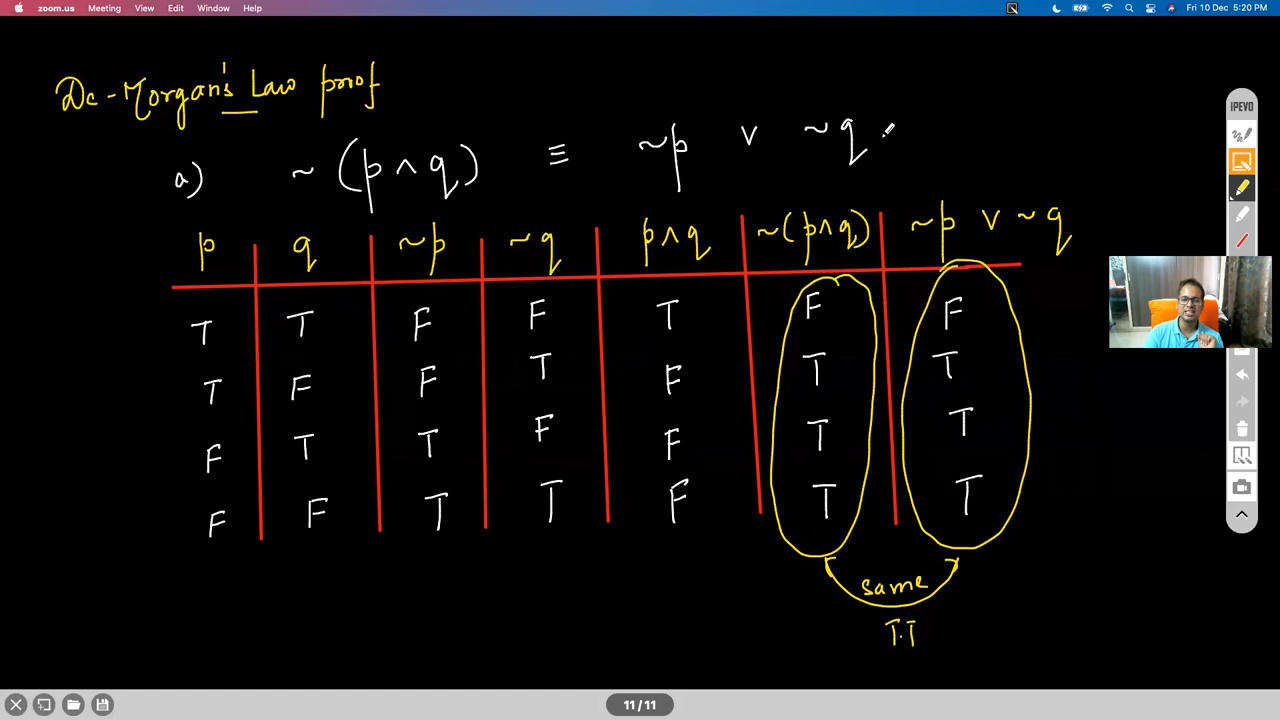 zoom.us Meeting View Edit Window Help Fri 10 Dec 5:20 PM
De-Morgan's Law proof
IPEVO
a) ~(p ∧ q) ≡ ~p ∨ ~q
p q ~p ~q p∧q ~(p∧q) ~p ∨ ~q
T T F F T F F
T F F T F T T
F T T F F T T
F F T T F T T
same
T.T
11/11